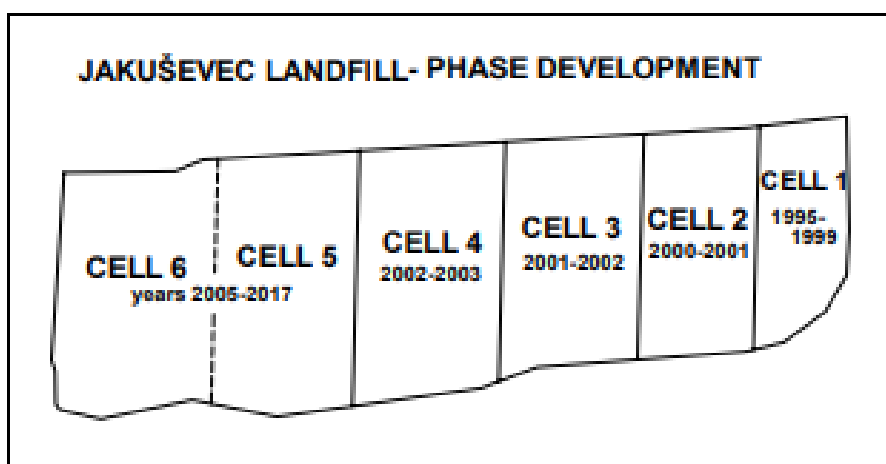 JAKUŠEVEC LANDFILL- PHASE DEVELOPMENT
CELL 6
years 2005-2017
CELL 5
CELL 4
2002-2003
CELL 3
2001-2002
CELL 2
2000-2001
CELL 1
1995-
1999